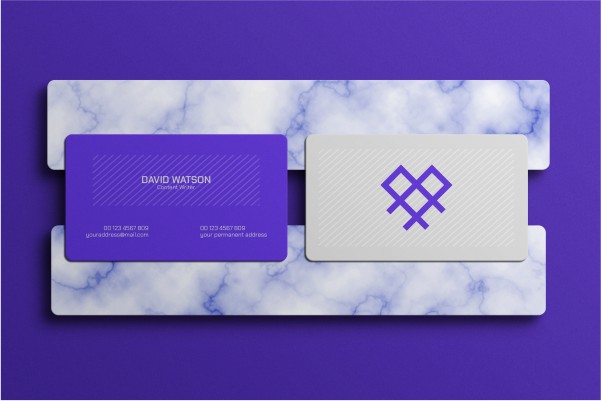 DAVID WATSON
Content Writer
00 123 4567 809 00 123 4567 809
youraddress@mail.com your permanent address